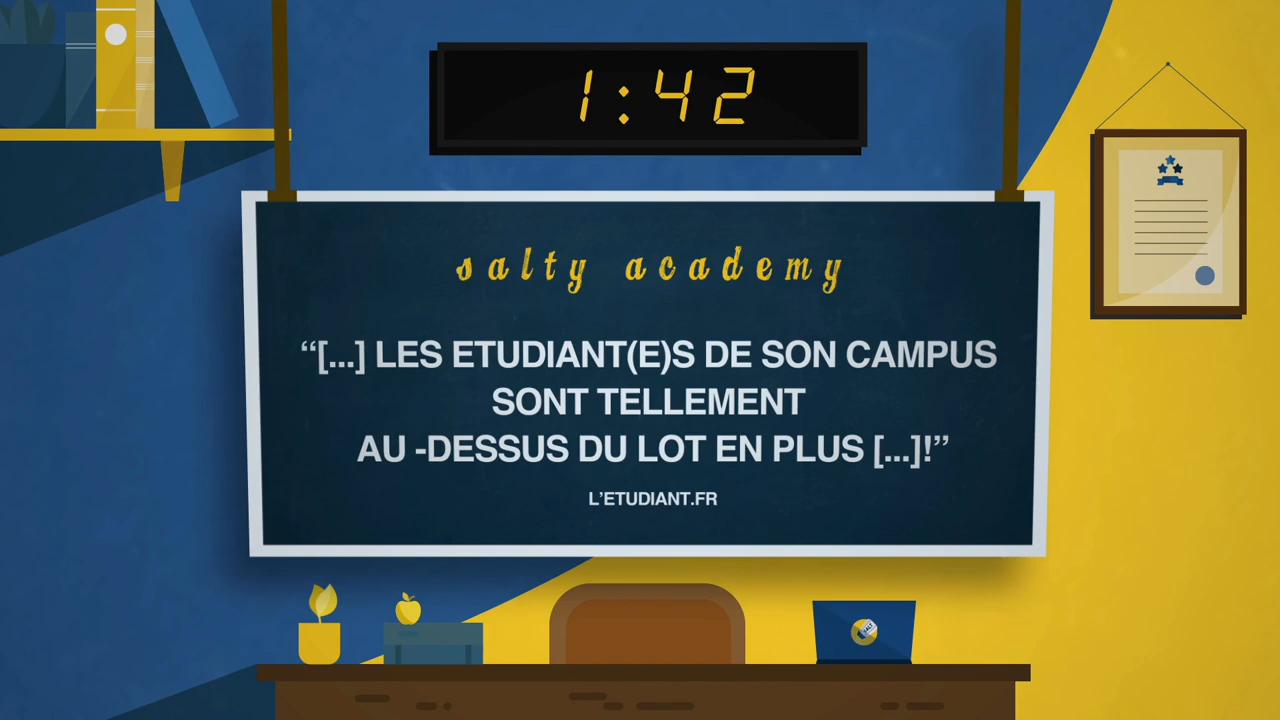 1:42
salty academy
“[...] LES ETUDIANT(E)S DE SON CAMPUS
SONT TELLEMENT
AU -DESSUS DU LOT EN PLUS [...]!”
L’ETUDIANT.FR